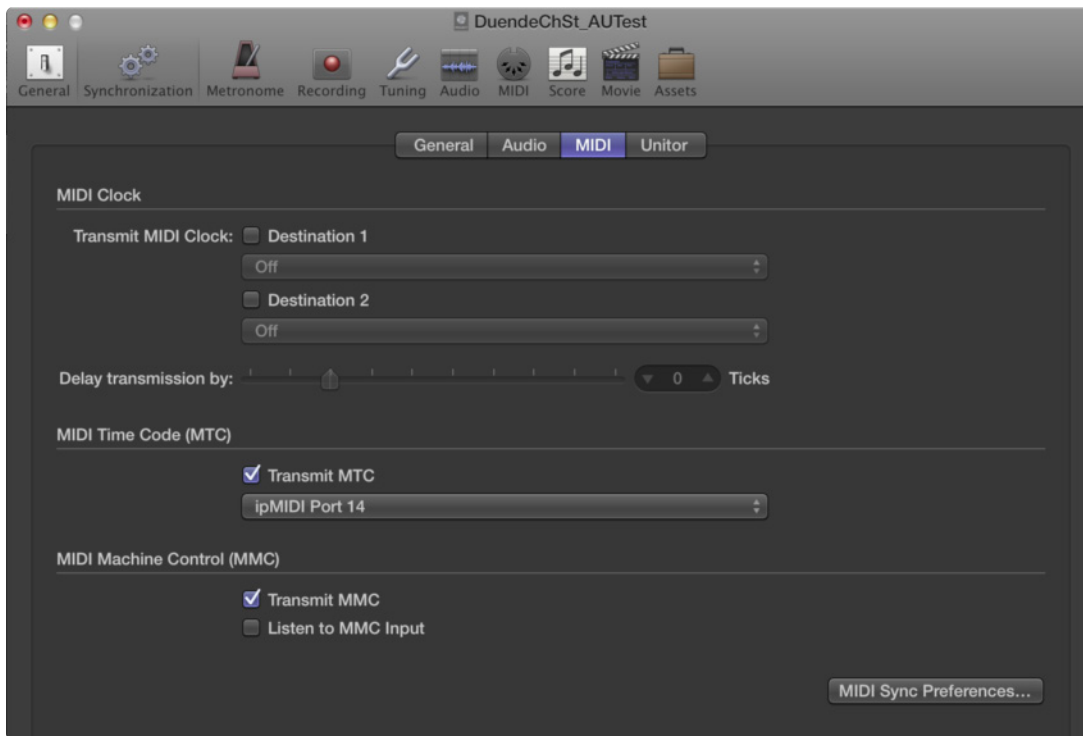 DuendeChSt_AUTest
General Synchronization Metronome Recording Tuning Audio MIDI Score Movie Assets
General Audio MIDI Unitor
MIDI Clock
Transmit MIDI Clock: Destination 1
Off
Destination 2
Off
Delay transmission by: 0 Ticks
MIDI Time Code (MTC)
Transmit MTC
ipMIDI Port 14
MIDI Machine Control (MMC)
Transmit MMC
Listen to MMC Input
MIDI Sync Preferences...